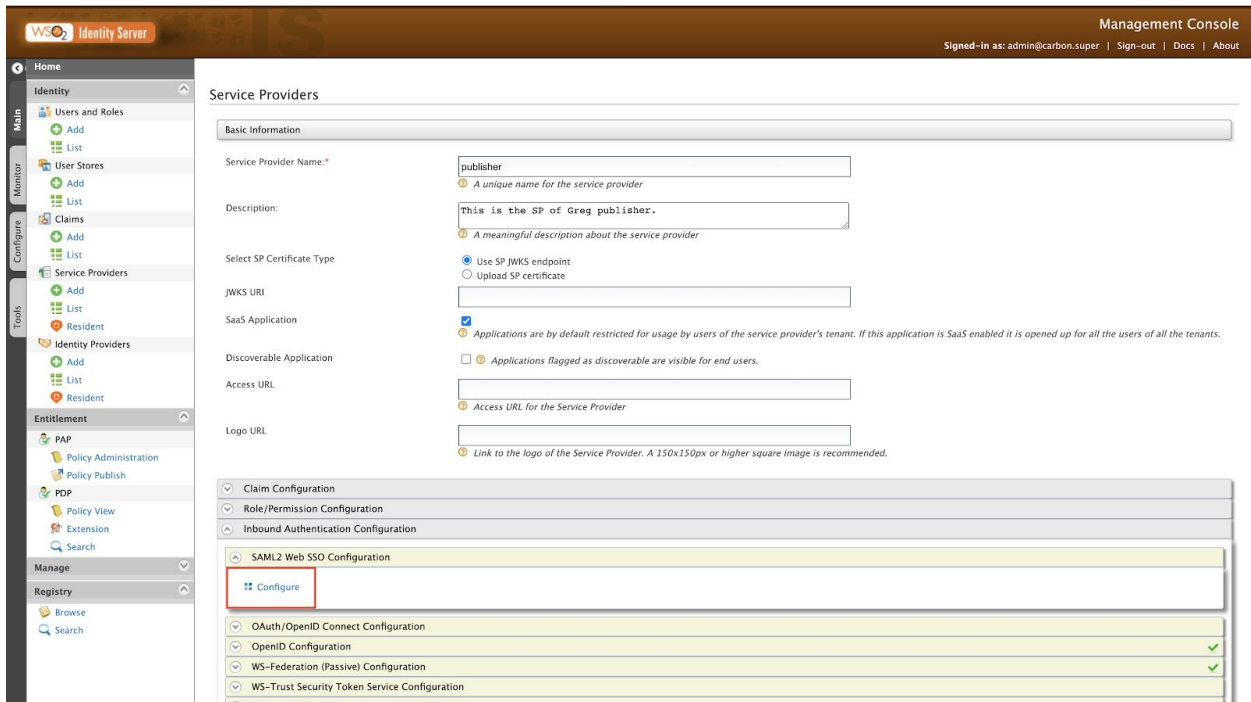 WSO2 Identity Server
Management Console
Signed-in as: admin@carbon.super | Sign-out | Docs | About
Main
Monitor
Configure
Tools
Home
Identity
Users and Roles
Add
List
User Stores
Add
List
Claims
Add
List
Service Providers
Add
List
Resident
Identity Providers
Add
List
Resident
Entitlement
PAP
Policy Administration
Policy Publish
PDP
Policy View
Extension
Search
Manage
Registry
Browse
Search
Service Providers
Basic Information
Service Provider Name:*
publisher
A unique name for the service provider
Description:
This is the SP of Greg publisher.
A meaningful description about the service provider
Select SP Certificate Type
Use SP JWKS endpoint
Upload SP certificate
JWKS URI
SaaS Application
Applications are by default restricted for usage by users of the service provider's tenant. If this application is SaaS enabled it is opened up for all the users of all the tenants.
Discoverable Application
Applications flagged as discoverable are visible for end users.
Access URL
Access URL for the Service Provider
Logo URL
Link to the logo of the Service Provider. A 150x150px or higher square image is recommended.
Claim Configuration
Role/Permission Configuration
Inbound Authentication Configuration
SAML2 Web SSO Configuration
Configure
OAuth/OpenID Connect Configuration
OpenID Configuration
WS-Federation (Passive) Configuration
WS-Trust Security Token Service Configuration